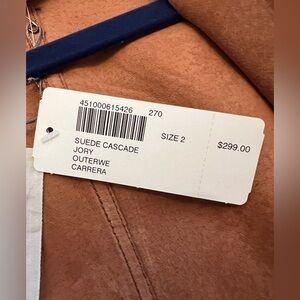 451000615426 270
SIZE 2 $299.00
SUEDE CASCADE
JORY
OUTERWE
CARRERA